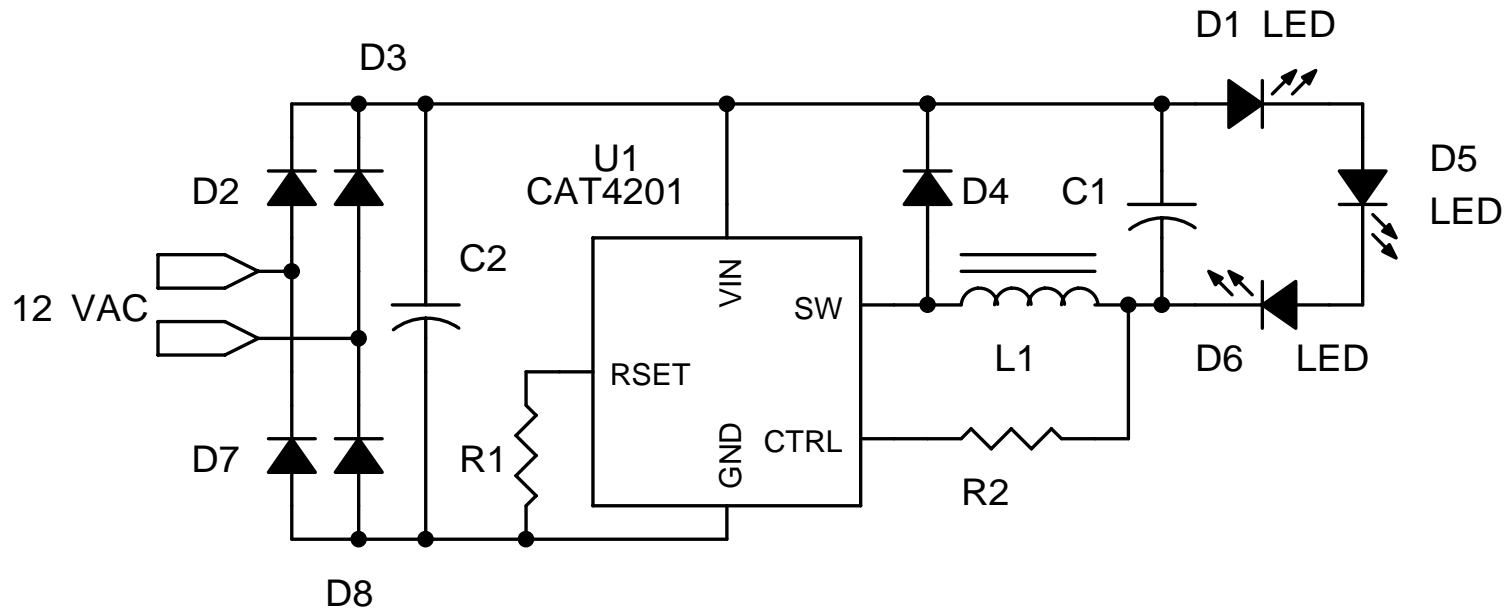 D1 LED
D3
U1
CAT4201
D2
D4
C1
D5
LED
C2
VIN
12 VAC
SW
L1
D6
LED
RSET
D7
R1
GND
CTRL
R2
D8